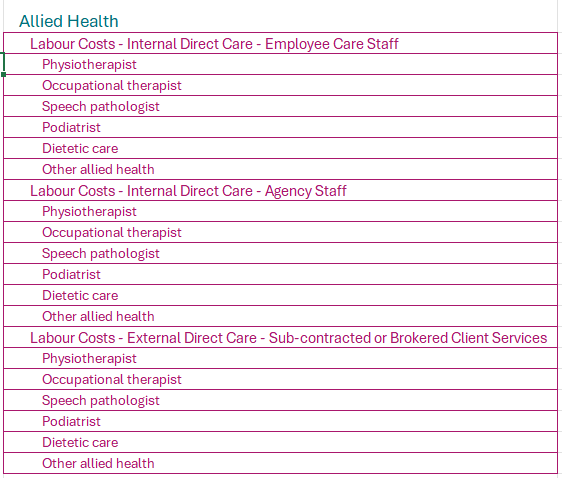 Allied Health
Labour Costs - Internal Direct Care - Employee Care Staff
Physiotherapist
Occupational therapist
Speech pathologist
Podiatrist
Dietetic care
Other allied health
Labour Costs - Internal Direct Care - Agency Staff
Physiotherapist
Occupational therapist
Speech pathologist
Podiatrist
Dietetic care
Other allied health
Labour Costs - External Direct Care - Sub-contracted or Brokered Client Services
Physiotherapist
Occupational therapist
Speech pathologist
Podiatrist
Dietetic care
Other allied health